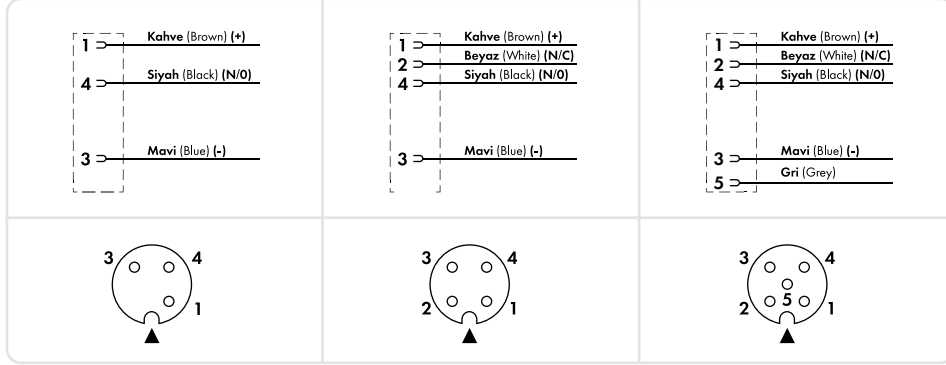 1 Kahve (Brown) (+)
4 Siyah (Black) (N/0)
3 Mavi (Blue) (-)
1 Kahve (Brown) (+)
2 Beyaz (White) (N/C)
4 Siyah (Black) (N/0)
3 Mavi (Blue) (-)
1 Kahve (Brown) (+)
2 Beyaz (White) (N/C)
4 Siyah (Black) (N/0)
3 Mavi (Blue) (-)
5 Gri (Grey)
3 4
1
3 4
2 1
3 4
2 5 1